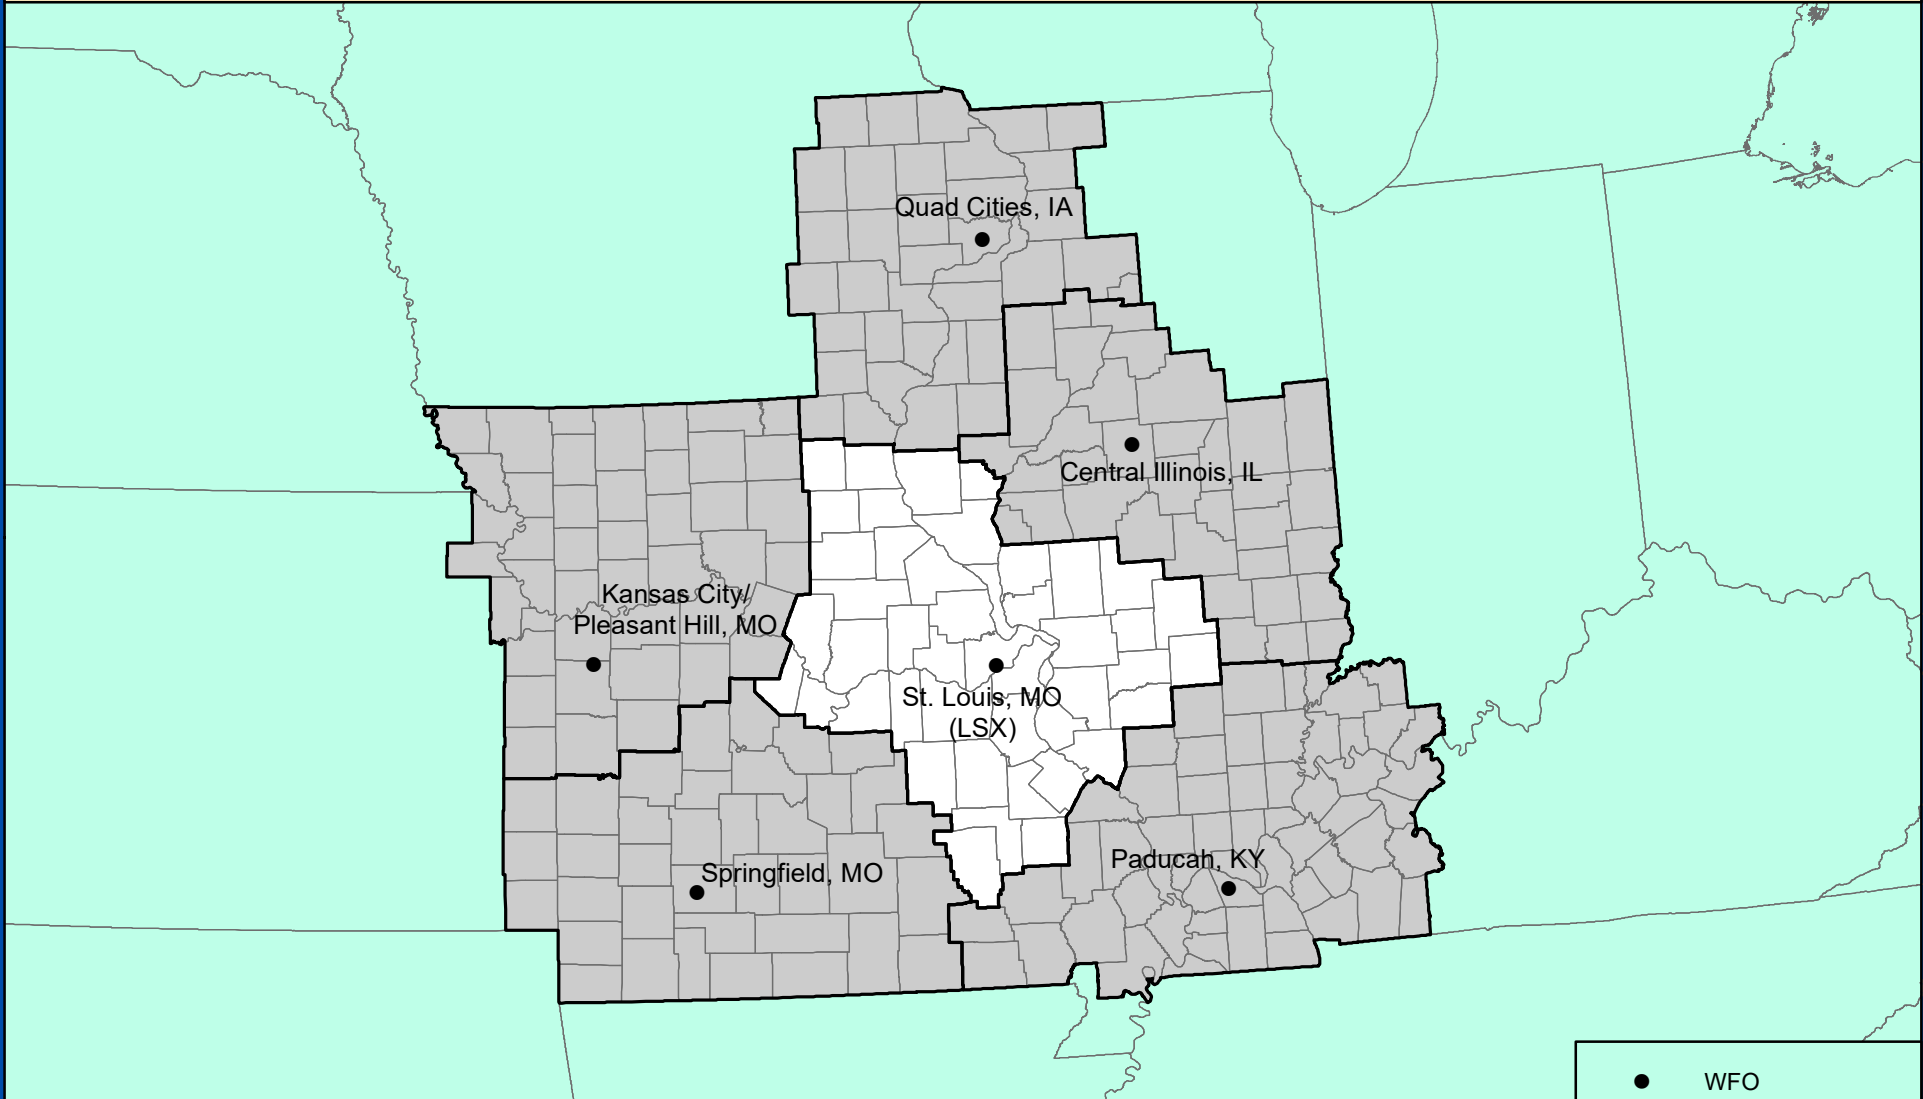 Quad Cities, IA
Central Illinois, IL
Kansas City/
Pleasant Hill, MO
St. Louis, MO
(LSX)
Springfield, MO
Paducah, KY
WFO